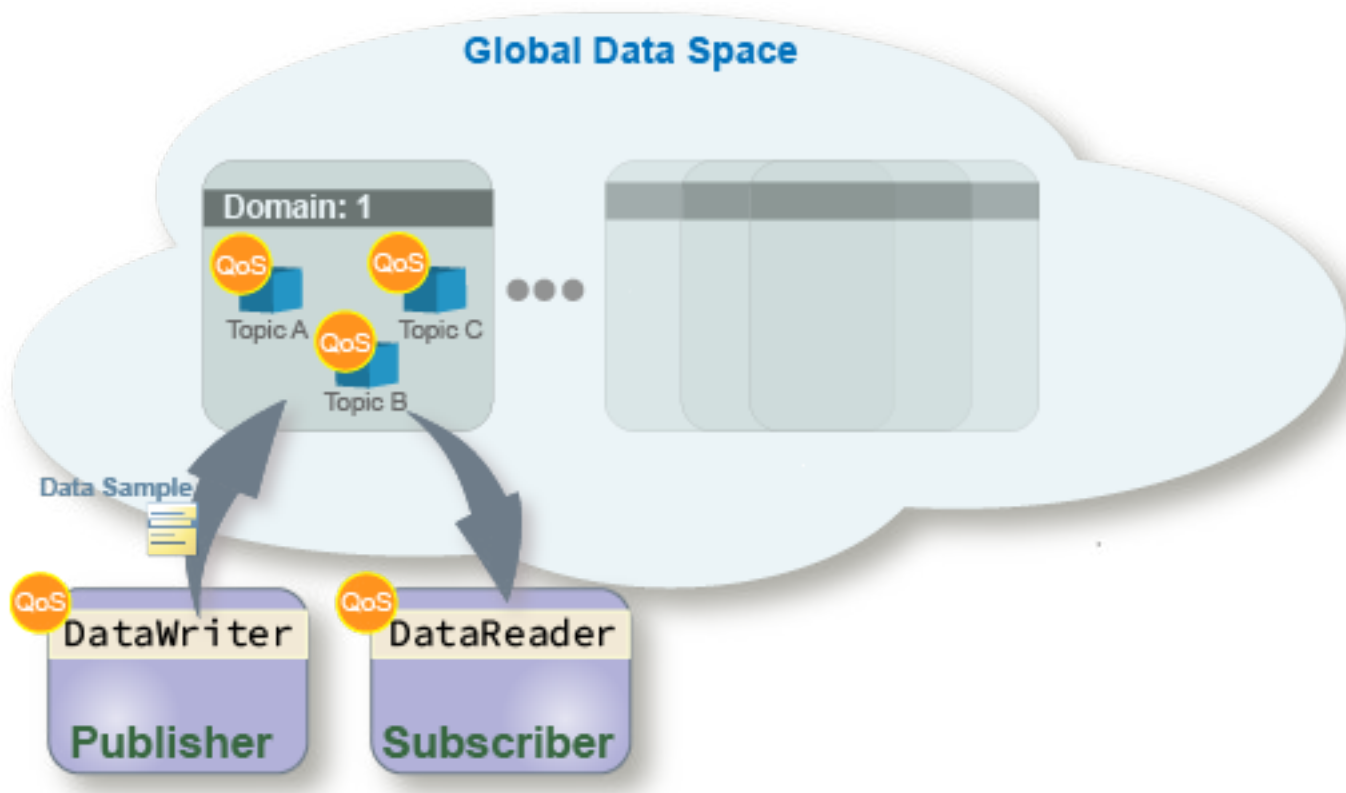 Global Data Space
Domain: 1
QoS
QoS
Topic A
Topic C
QoS
Topic B
Data Sample
QoS
QoS
DataWriter
DataReader
Publisher
Subscriber